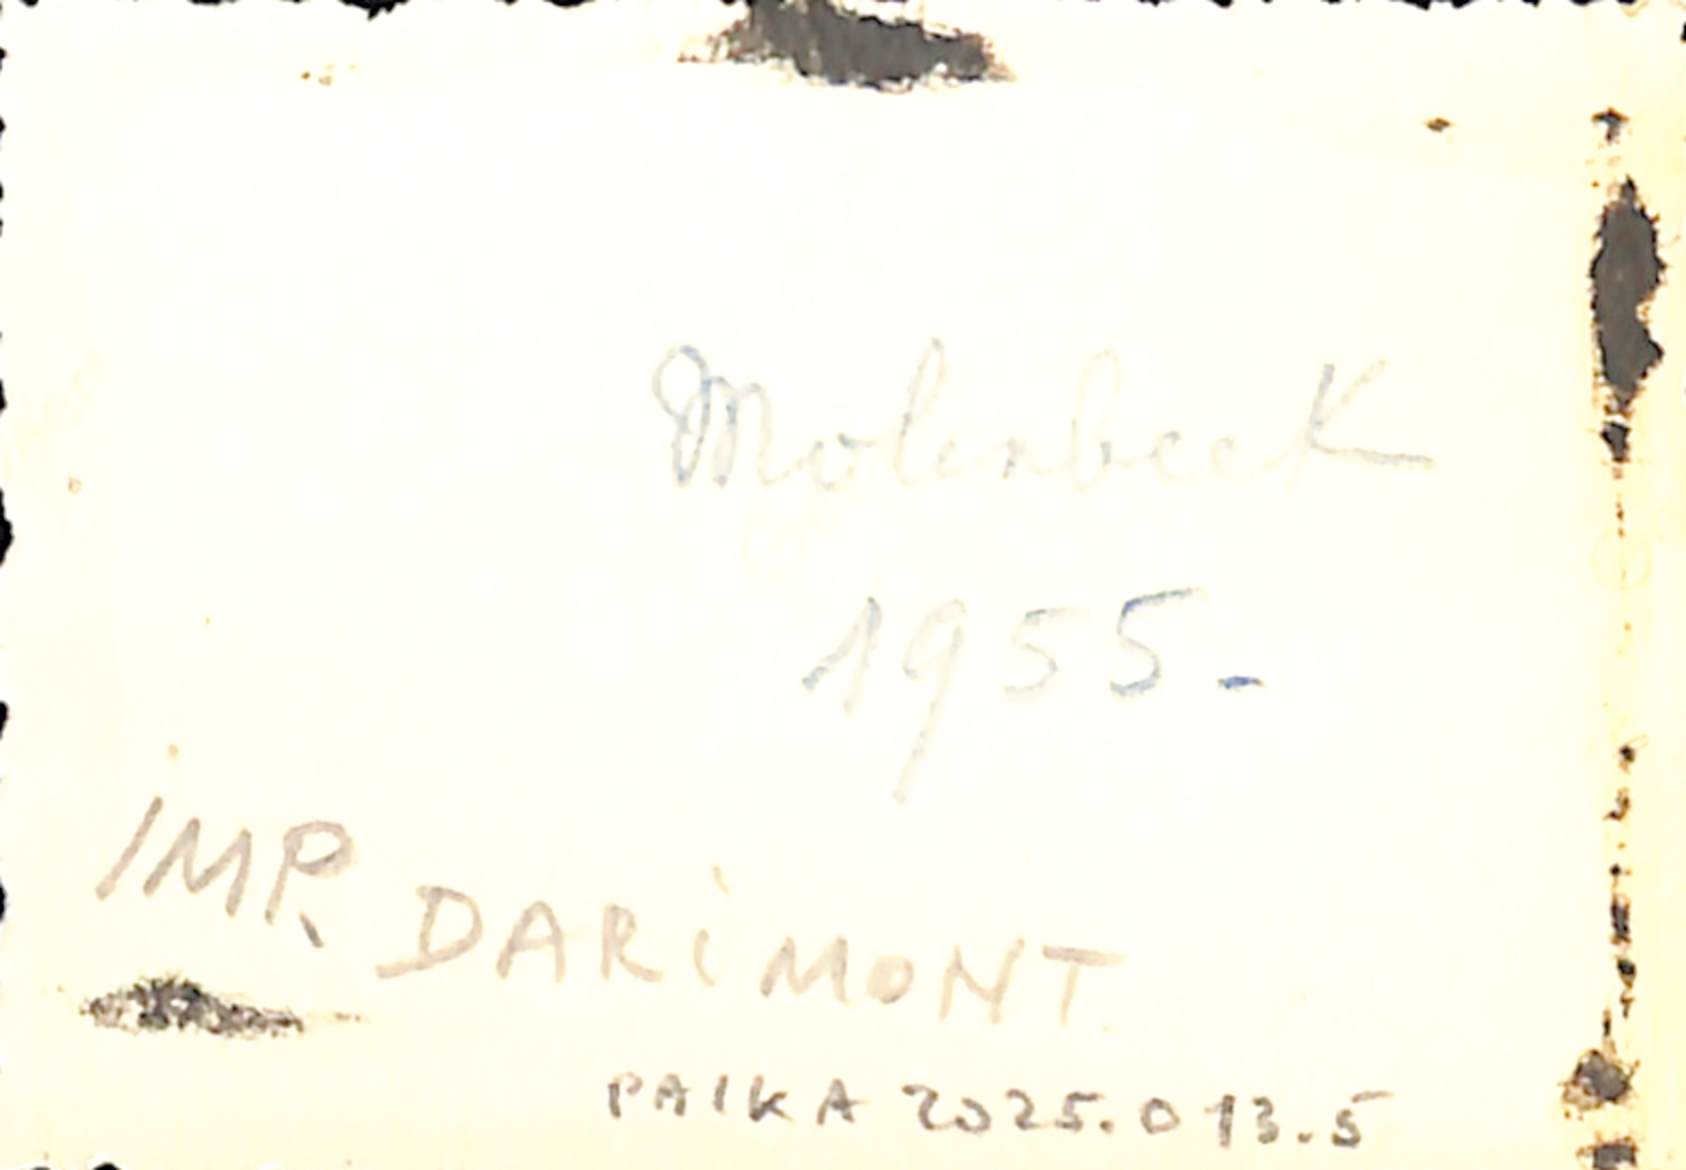 Molenbeek
1955-
IMP. DARiMONT
PAIKA 2025.013.5